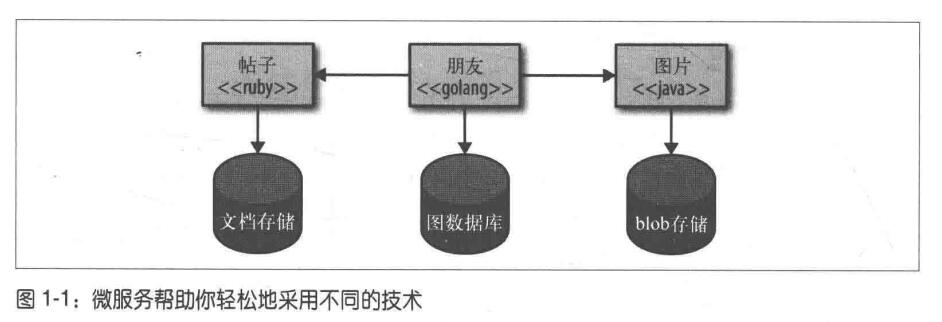 帖子
<<ruby>>
朋友
<<golang>>
图片
<<java>>
文档存储
图数据库
blob存储
图 1-1：微服务帮助你轻松地采用不同的技术